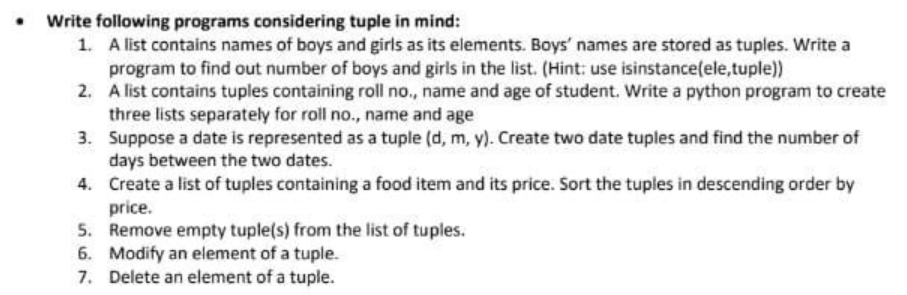 • Write following programs considering tuple in mind:
1. A list contains names of boys and girls as its elements. Boys' names are stored as tuples. Write a
program to find out number of boys and girls in the list. (Hint: use isinstance(ele,tuple))
2. A list contains tuples containing roll no., name and age of student. Write a python program to create
three lists separately for roll no., name and age
3. Suppose a date is represented as a tuple (d, m, y). Create two date tuples and find the number of
days between the two dates.
4. Create a list of tuples containing a food item and its price. Sort the tuples in descending order by
price.
5. Remove empty tuple(s) from the list of tuples.
6. Modify an element of a tuple.
7. Delete an element of a tuple.